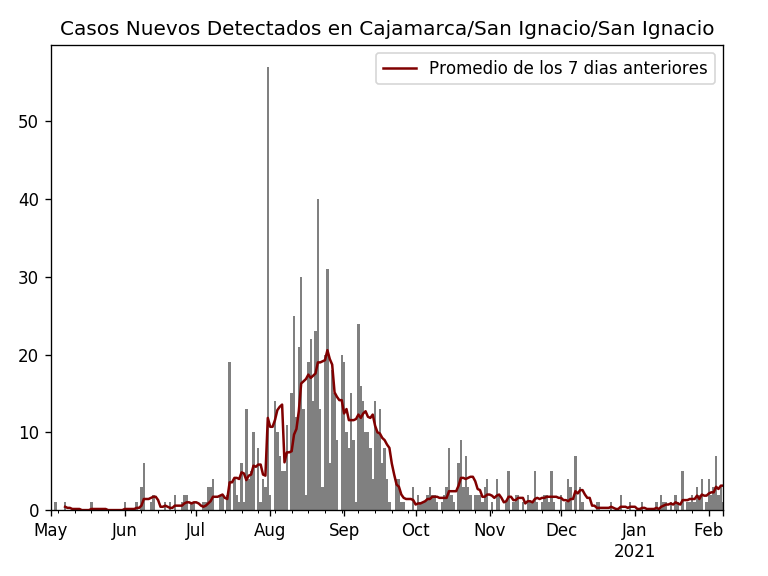 Casos Nuevos Detectados en Cajamarca/San Ignacio/San Ignacio
Promedio de los 7 dias anteriores
50
40
30
20
10
0
May Jun Jul Aug Sep Oct Nov Dec Jan Feb
2021